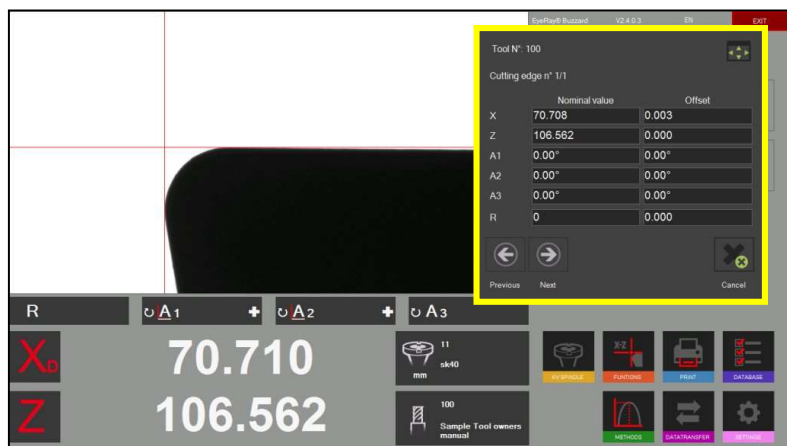 EyeRay® Buzzard V2.4.0.3 EN EXIT
Tool N°: 100
Cutting edge n° 1/1
Nominal value Offset
X 70.708 0.003
Z 106.562 0.000
A1 0.00° 0.00°
A2 0.00° 0.00°
A3 0.00° 0.00°
R 0 0.000
Previous Next Cancel
R A1 A2 A3
XD 70.710
mm
11
sk40
Z 106.562
100
Sample Tool owners
manual
X-Z
KV SPINDLE FUNTIONS PRINT DATABASE
METHODS DATATRANSFER SETTINGS